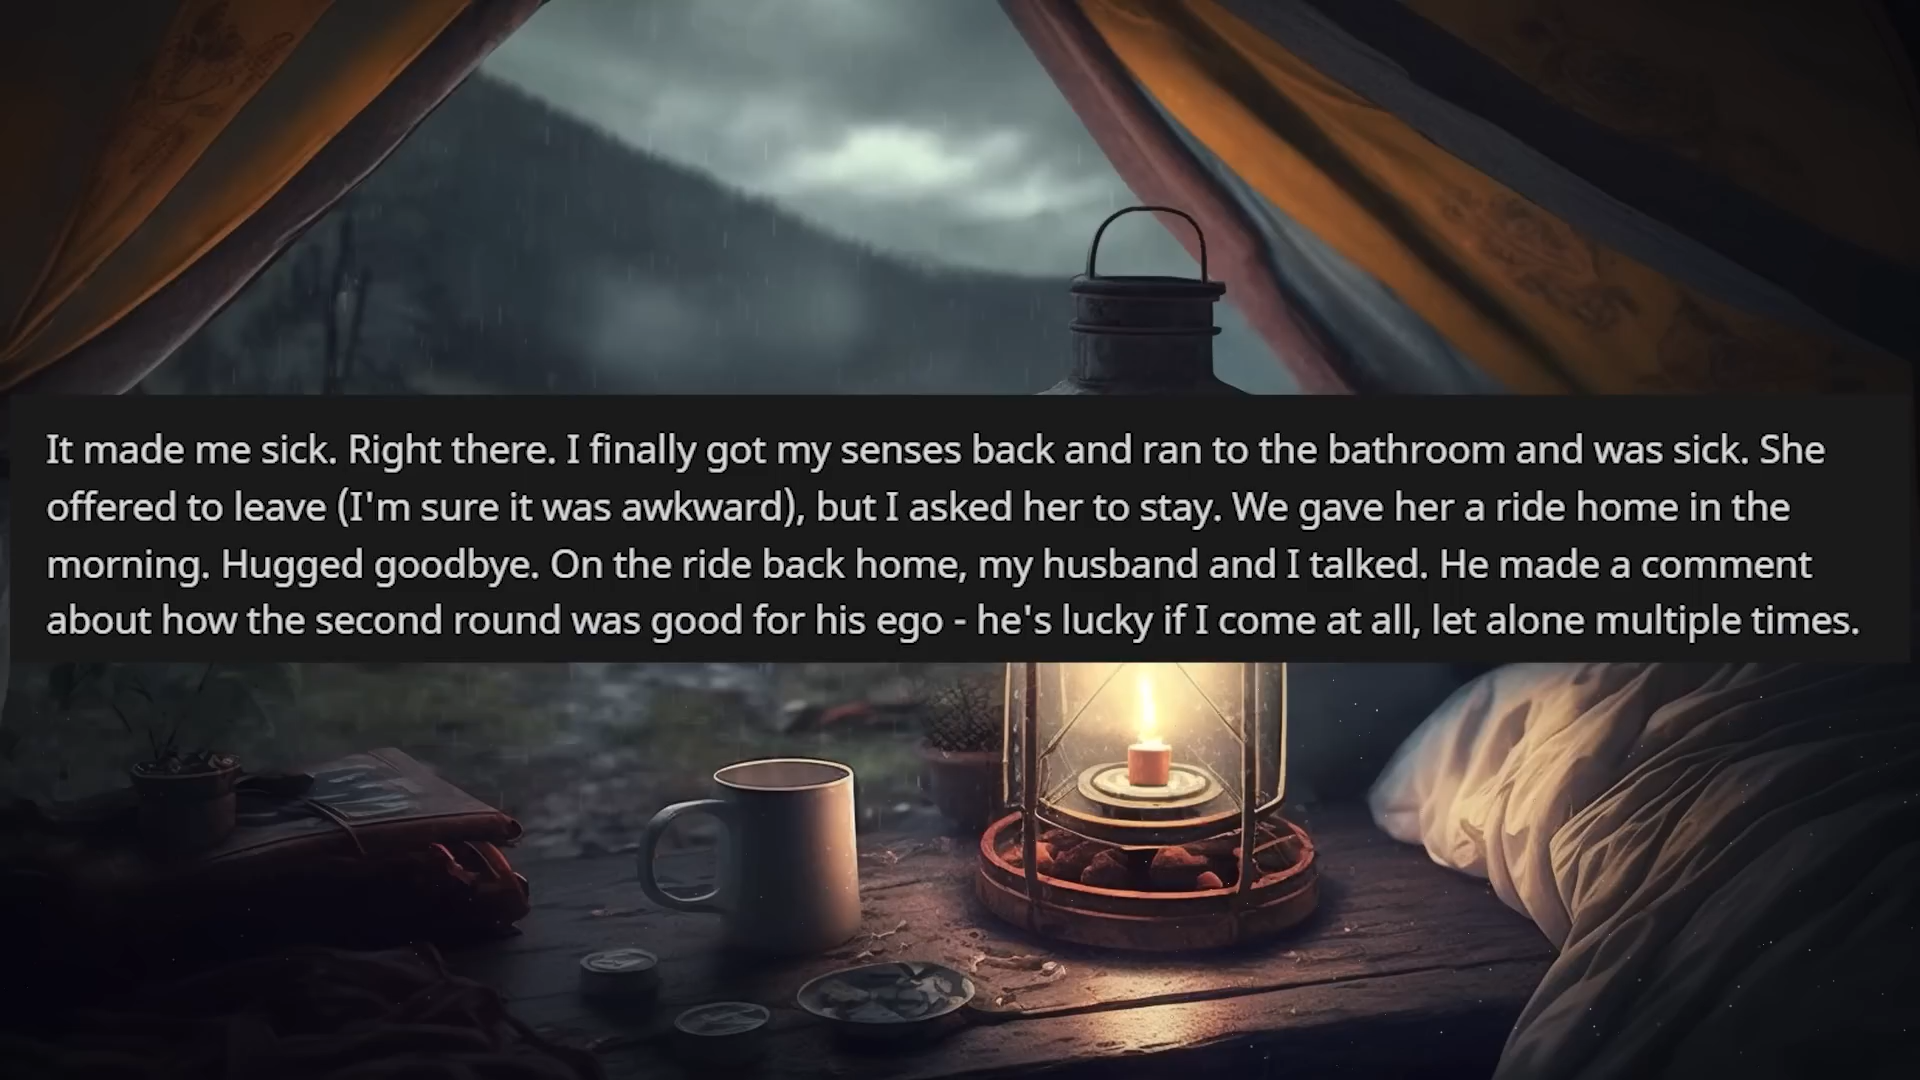 It made me sick. Right there. I finally got my senses back and ran to the bathroom and was sick. She
offered to leave (I'm sure it was awkward), but I asked her to stay. We gave her a ride home in the
morning. Hugged goodbye. On the ride back home, my husband and I talked. He made a comment
about how the second round was good for his ego - he's lucky if I come at all, let alone multiple times.